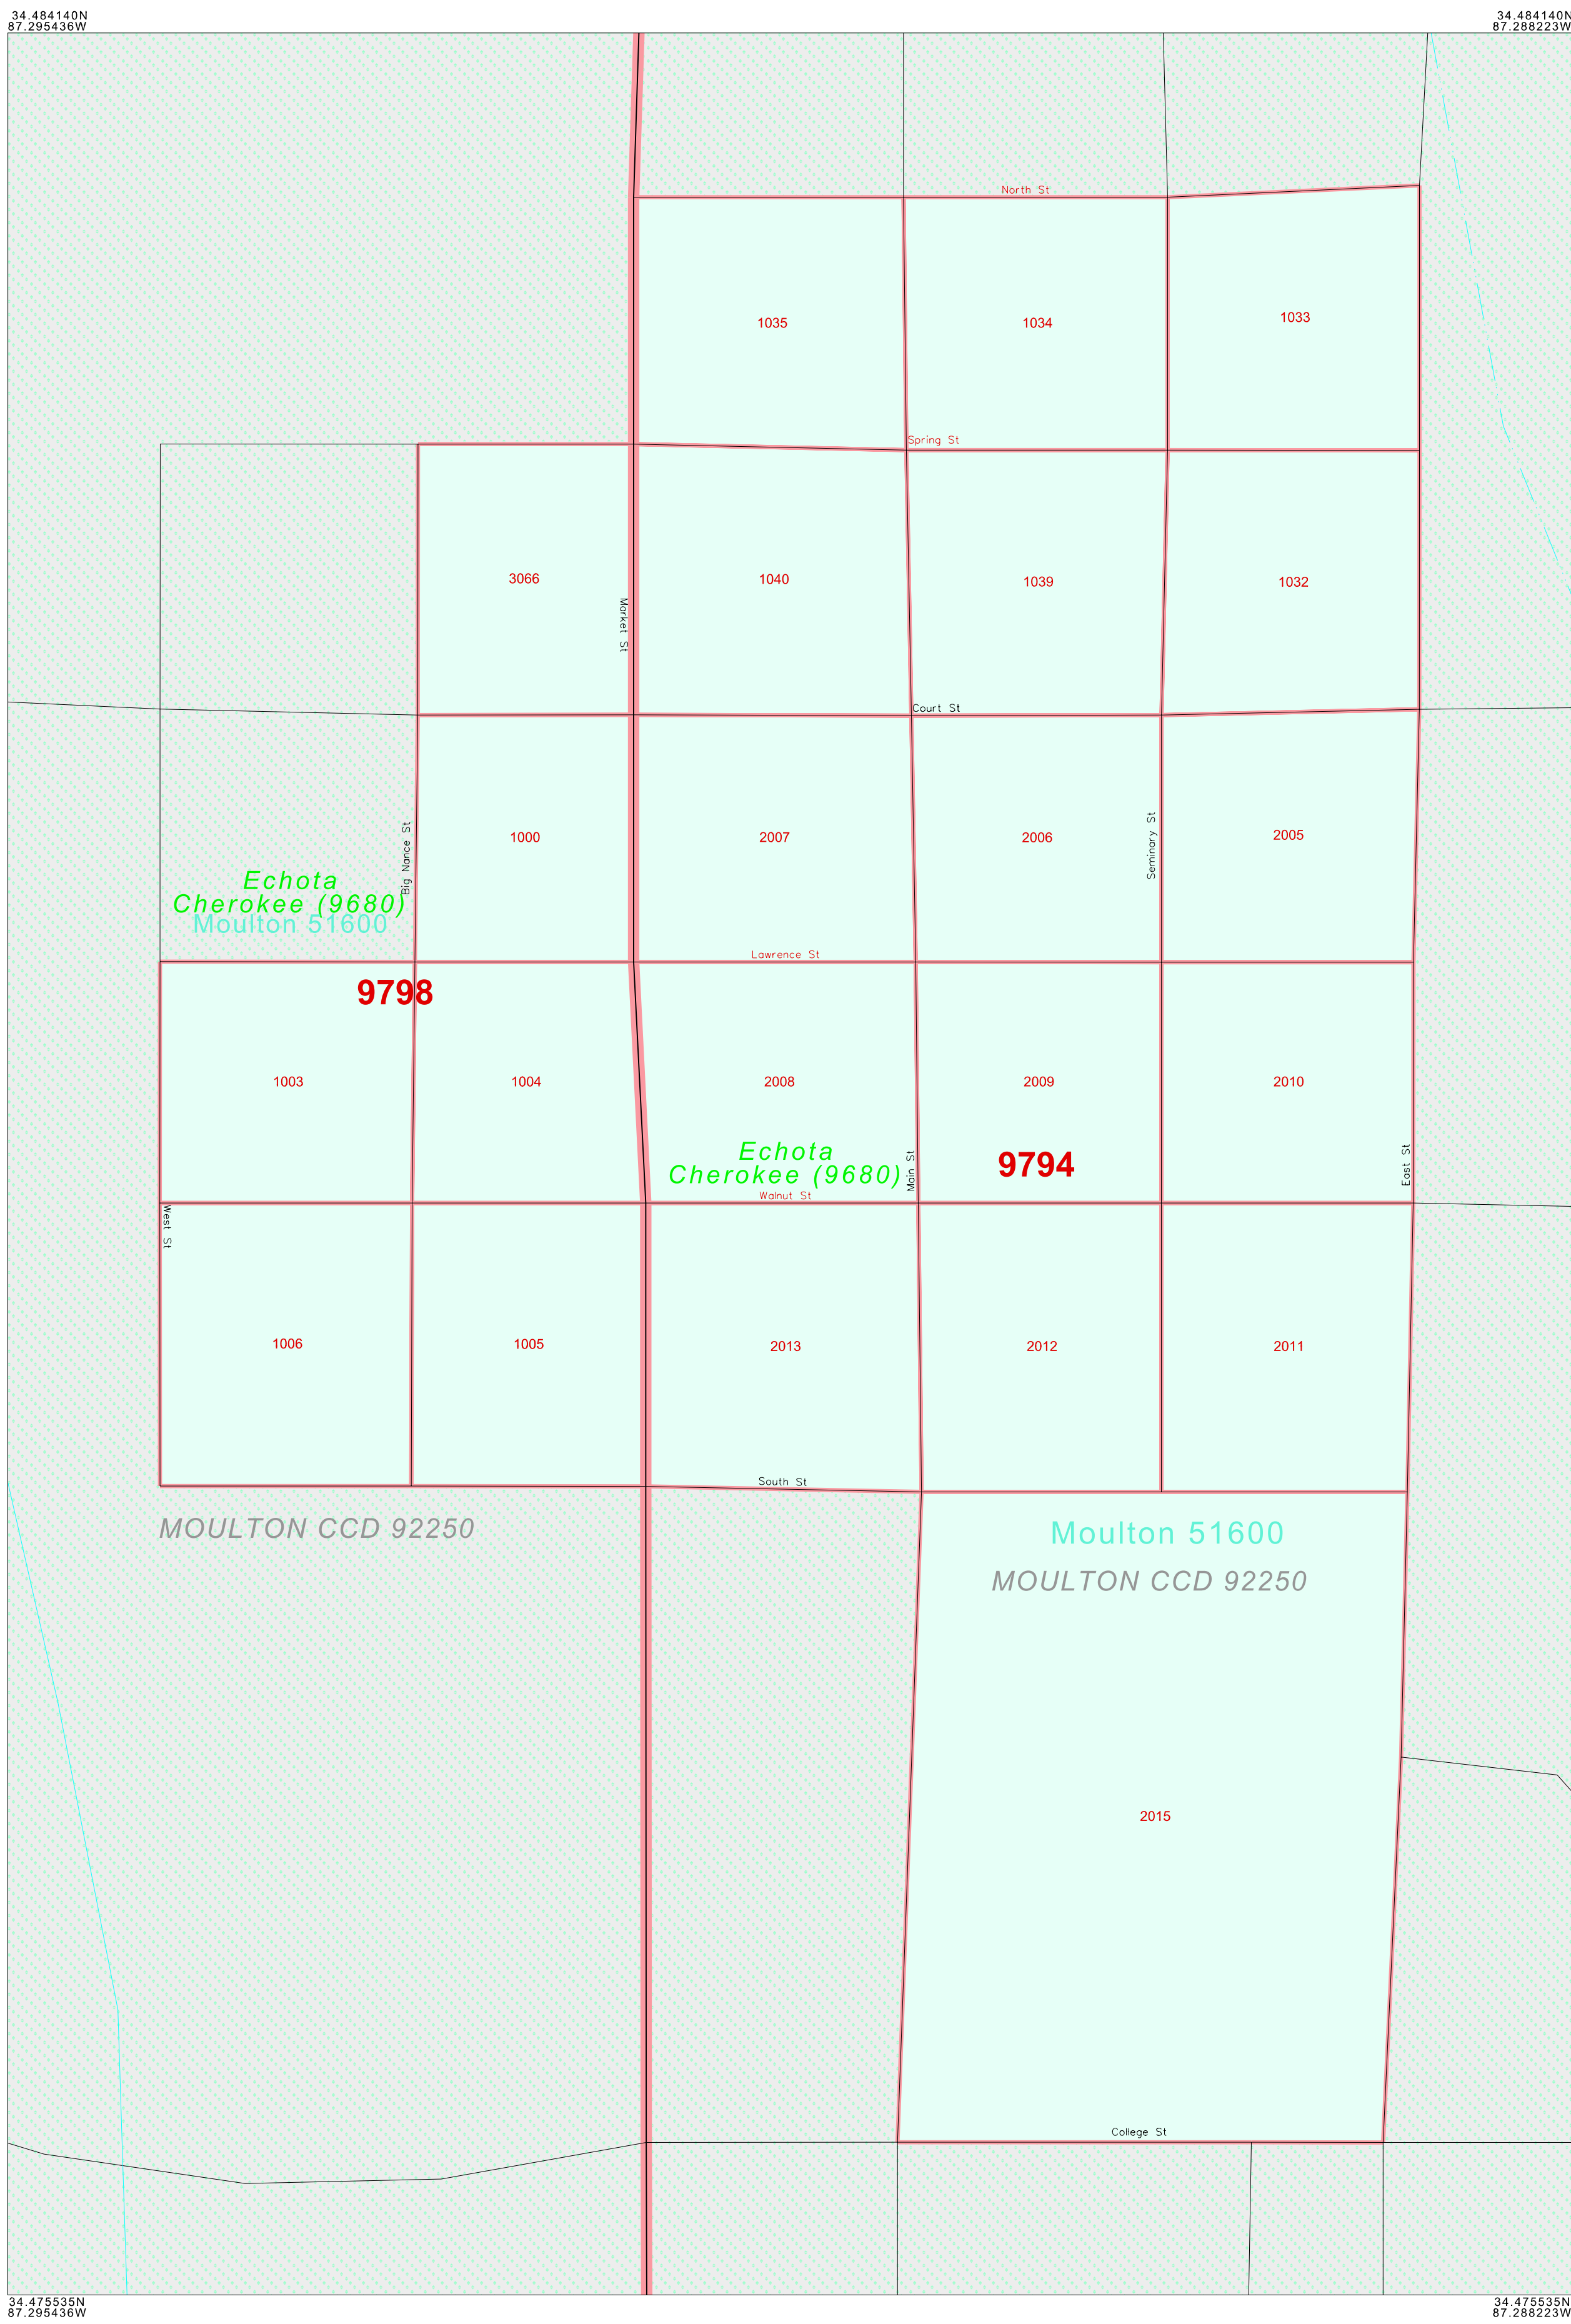 34.484140N
87.295436W
34.484140N
87.288223W
North St
1035
1034
1033
Spring St
3066
1040
1039
1032
Market St
Court St
1000
2007
2006
2005
Big Nance St
Seminary St
Echota
Cherokee (9680)
Moulton 51600
Lawrence St
9798
1003
1004
2008
2009
2010
Echota
Cherokee (9680)
9794
Main St
East St
Walnut St
West St
1006
1005
2013
2012
2011
South St
MOULTON CCD 92250
Moulton 51600
MOULTON CCD 92250
2015
College St
34.475535N
87.295436W
34.475535N
87.288223W